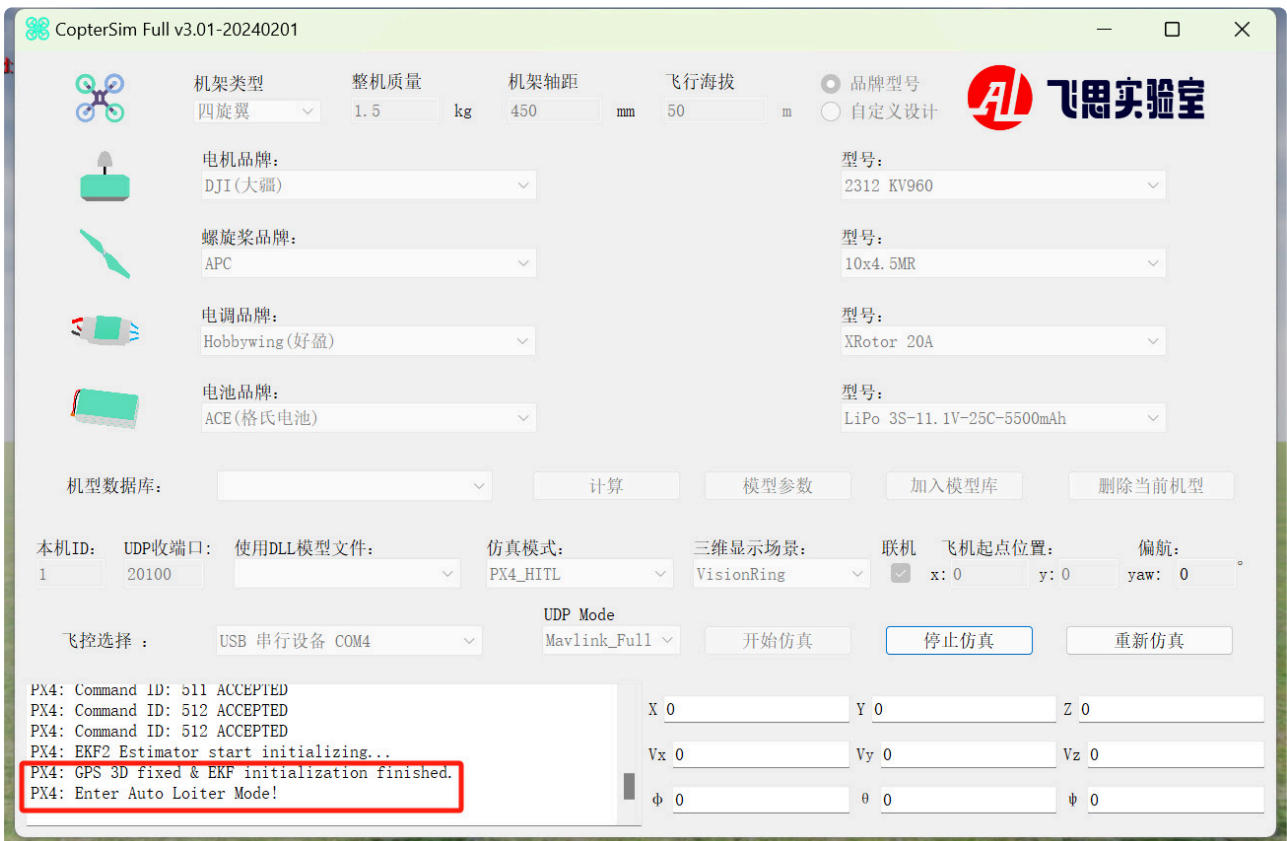 CopterSim Full v3.01-20240201
d:
机架类型 整机质量 机架轴距 飞行海拔 品牌型号
四旋翼 1.5 kg 450 mm 50 m 自定义设计
飞思实验室
电机品牌: 型号:
DJI(大疆) 2312 KV960
螺旋桨品牌: 型号:
APC 10x4.5MR
电调品牌: 型号:
Hobbywing(好盈) XRotor 20A
电池品牌: 型号:
ACE(格氏电池) LiPo 3S-11.1V-25C-5500mAh
机型数据库: 计算 模型参数 加入模型库 删除当前机型
本机ID: UDP收端口: 使用DLL模型文件: 仿真模式: 三维显示场景: 联机 飞机起点位置: 偏航:
1 20100 PX4_HITL VisionRing x: 0 y: 0 yaw: 0 °
UDP Mode
飞控选择 : USB 串行设备 COM4 Mavlink_Full 开始仿真 停止仿真 重新仿真
PX4: Command ID: 511 ACCEPTED
PX4: Command ID: 512 ACCEPTED
PX4: Command ID: 512 ACCEPTED
PX4: EKF2 Estimator start initializing...
PX4: GPS 3D fixed & EKF initialization finished.
PX4: Enter Auto Loiter Mode!
X 0 Y 0 Z 0
Vx 0 Vy 0 Vz 0
ϕ 0 θ 0 ψ 0